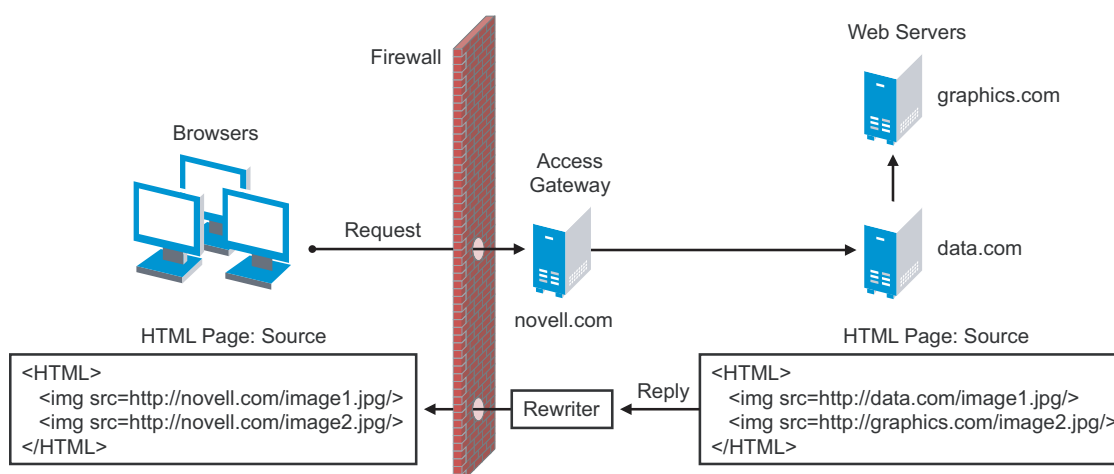 Web Servers
Firewall
graphics.com
Browsers
Access
Gateway
Request
data.com
novell.com
HTML Page: Source
<HTML>
<img src=http://novell.com/image1.jpg/>
<img src=http://novell.com/image2.jpg/>
</HTML>
Rewriter
Reply
HTML Page: Source
<HTML>
<img src=http://data.com/image1.jpg/>
<img src=http://graphics.com/image2.jpg/>
</HTML>